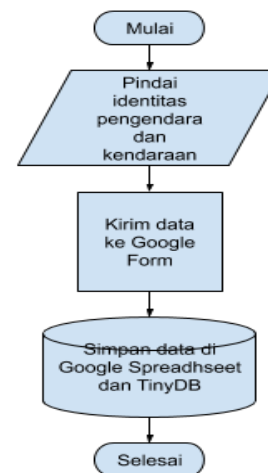 Mulai
Pindai
identitas
pengendara
dan
kendaraan
Kirim data
ke Google
Form
Simpan data di
Google Spreadhseet
dan TinyDB
Selesai